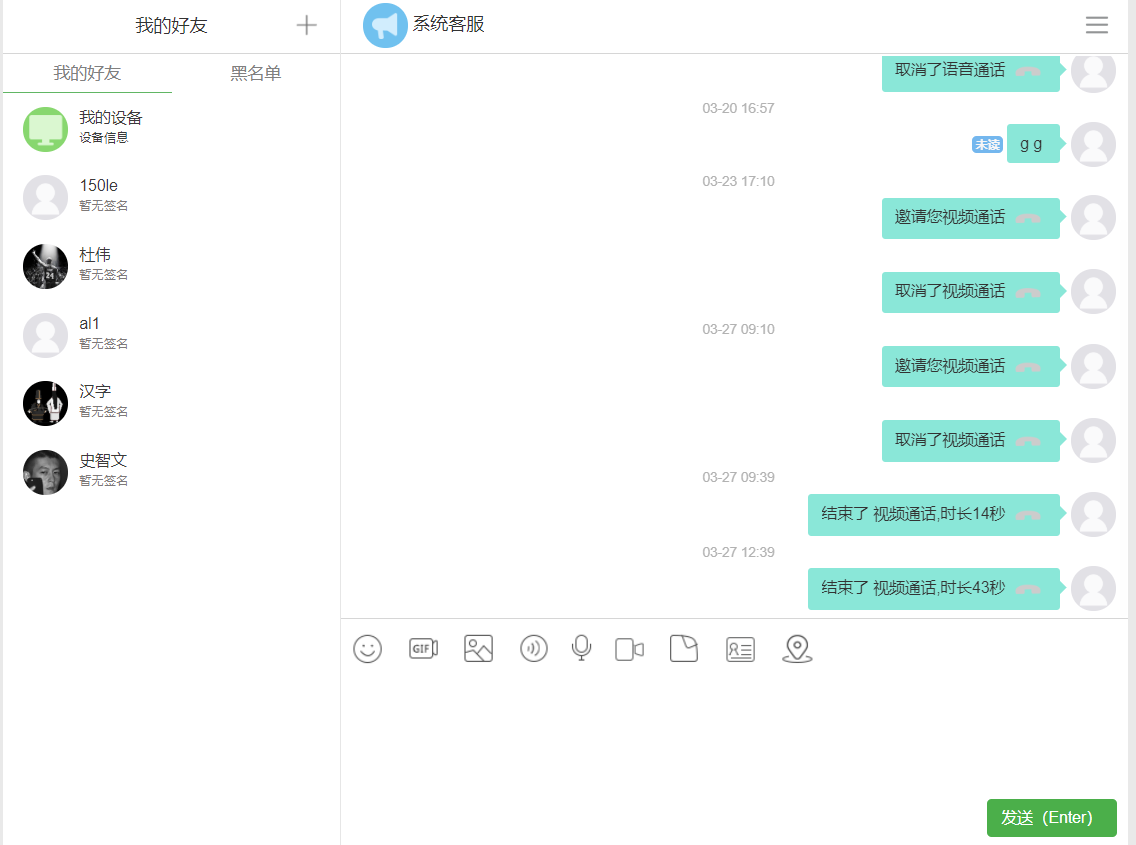 我的好友
我的好友
黑名单
我的设备
设备信息
150le
暂无签名
杜伟
暂无签名
al1
暂无签名
汉字
暂无签名
史智文
暂无签名
系统客服
取消了语音通话
03-20 16:57
未读 g g
03-23 17:10
邀请您视频通话
取消了视频通话
03-27 09:10
邀请您视频通话
取消了视频通话
03-27 09:39
结束了 视频通话,时长14秒
03-27 12:39
结束了 视频通话,时长43秒
GIF
发送（Enter）